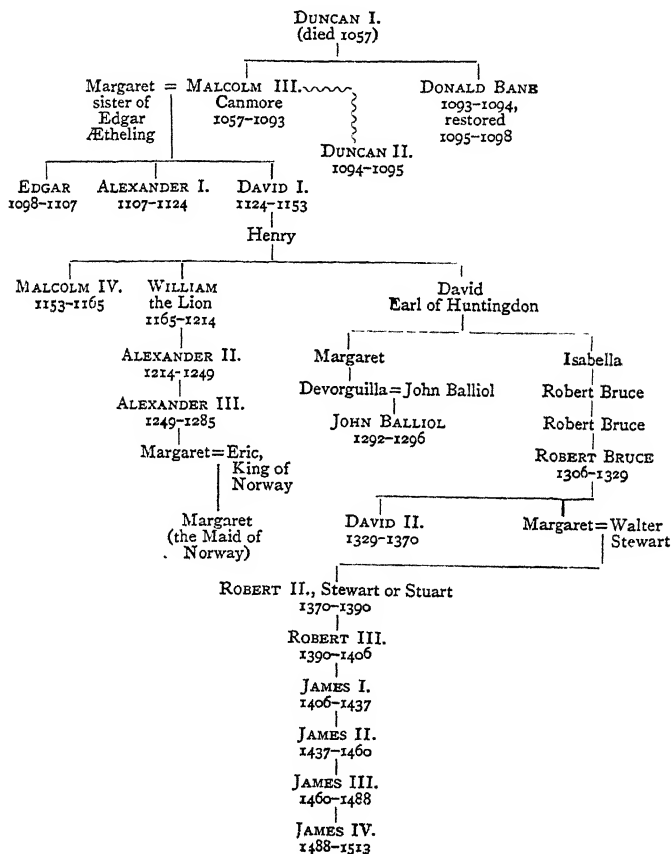 DUNCAN I.
(died 1057)
Margaret = MALCOLM III.
sister of Canmore
Edgar 1057-1093
Ætheling
DONALD BANE
1093-1094,
restored
1095-1098
DUNCAN II.
1094-1095
EDGAR
1098-1107
ALEXANDER I.
1107-1124
DAVID I.
1124-1153
Henry
MALCOLM IV.
1153-1165
WILLIAM
the Lion
1165-1214
David
Earl of Huntingdon
ALEXANDER II.
1214-1249
Margaret
Isabella
ALEXANDER III.
1249-1285
Devorguilla=John Balliol
Robert Bruce
JOHN BALLIOL
1292-1296
Robert Bruce
Margaret=Eric,
King of
Norway
ROBERT BRUCE
1306-1329
Margaret
(the Maid of
Norway)
DAVID II.
1329-1370
Margaret=Walter
Stewart
ROBERT II., Stewart or Stuart
1370-1390
ROBERT III.
1390-1406
JAMES I.
1406-1437
JAMES II.
1437-1460
JAMES III.
1460-1488
JAMES IV.
1488-1513